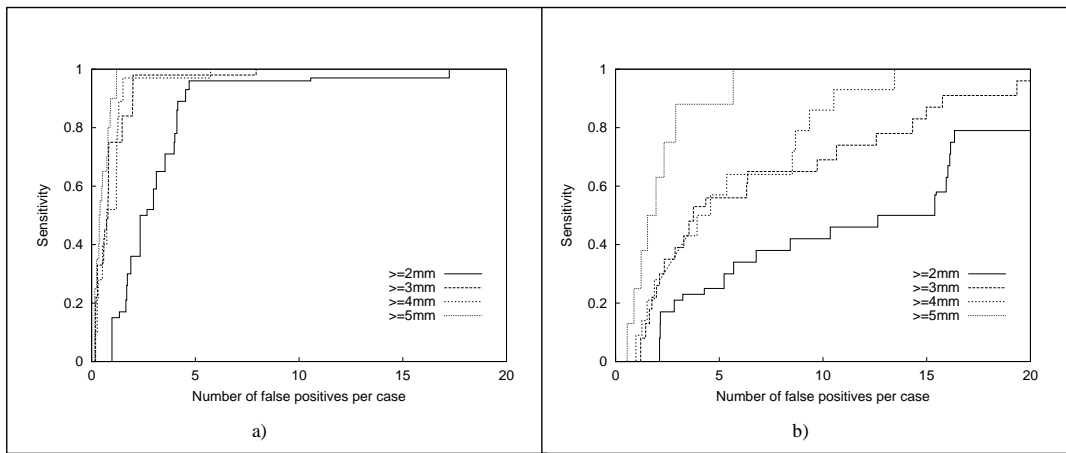 1
0.8
0.6
0.4
0.2
0
Sensitivity
>=2mm
>=3mm
>=4mm
>=5mm
0 5 10 15 20
Number of false positives per case
a)
1
0.8
0.6
0.4
0.2
0
Sensitivity
>=2mm
>=3mm
>=4mm
>=5mm
0 5 10 15 20
Number of false positives per case
b)